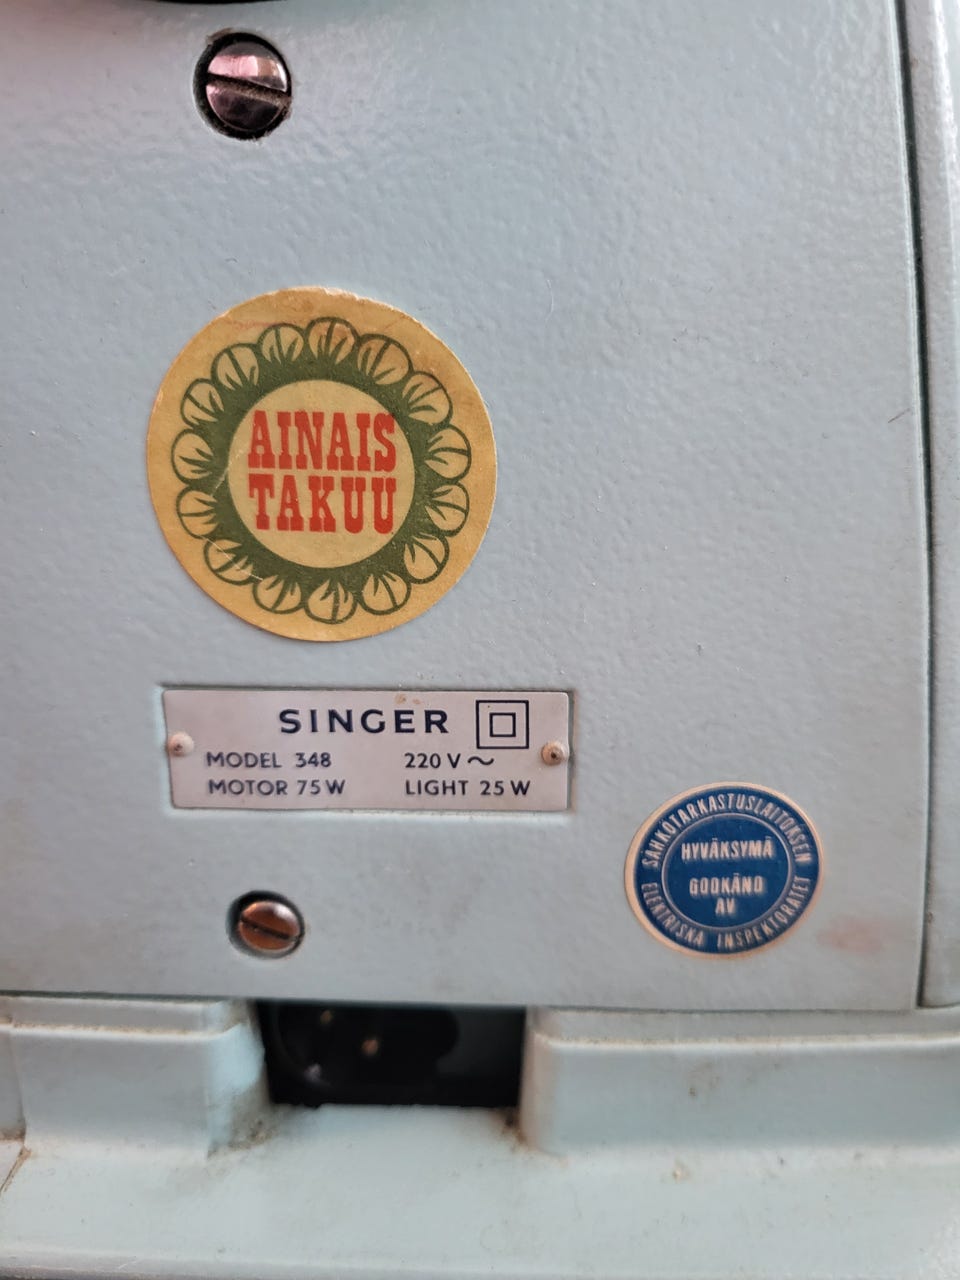 AINAIS
TAKUU
SINGER
MODEL 348 220 V ~
MOTOR 75 W LIGHT 25 W
SÄHKÖTARKASTUSLAITOKSEN
HYVÄKSYMÄ
GODKÄND
AV
ELEKTRISKA INSPEKTORATET